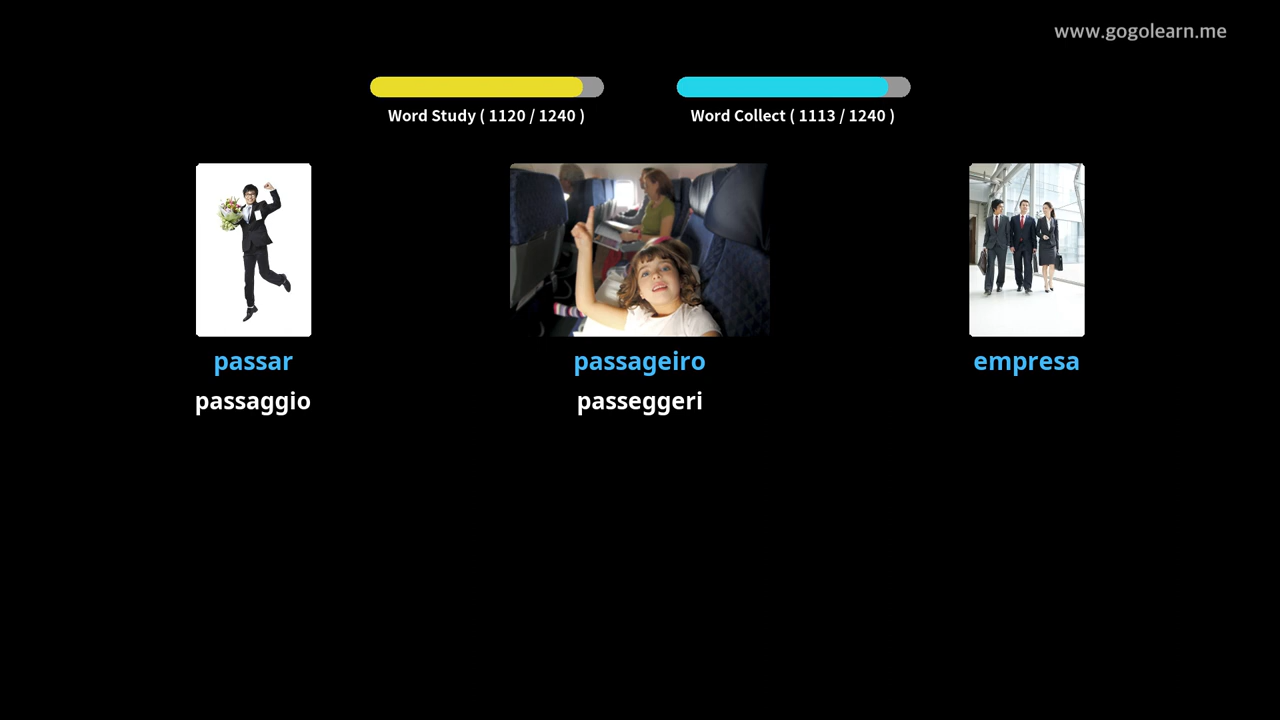 www.gogolearn.me
Word Study ( 1120 / 1240 )
Word Collect ( 1113 / 1240 )
passar
passageiro
empresa
passaggio
passeggeri